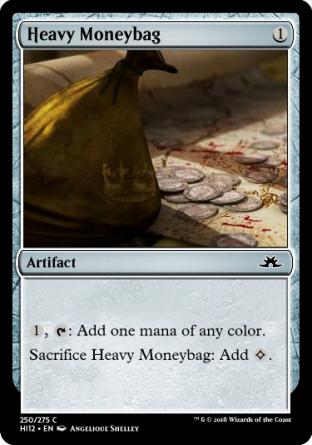 Heavy Moneybag 1
Artifact
1, : Add one mana of any color.
Sacrifice Heavy Moneybag: Add .
250/275 C
HI12 • EN Angelique Shelley
™ & © 2018 Wizards of the Coast